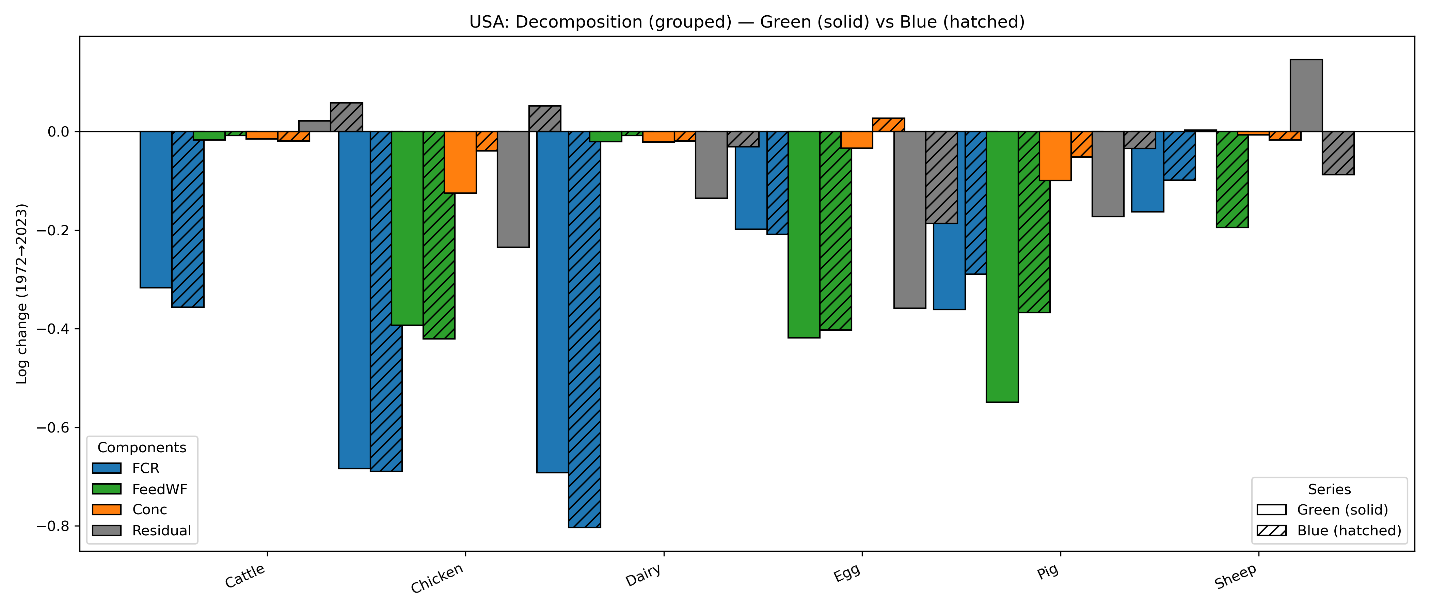 USA: Decomposition (grouped) — Green (solid) vs Blue (hatched)
Log change (1972→2023)
0.0
−0.2
−0.4
−0.6
−0.8
Components
FCR
FeedWF
Conc
Residual
Series
Green (solid)
Blue (hatched)
Cattle
Chicken
Dairy
Egg
Pig
Sheep